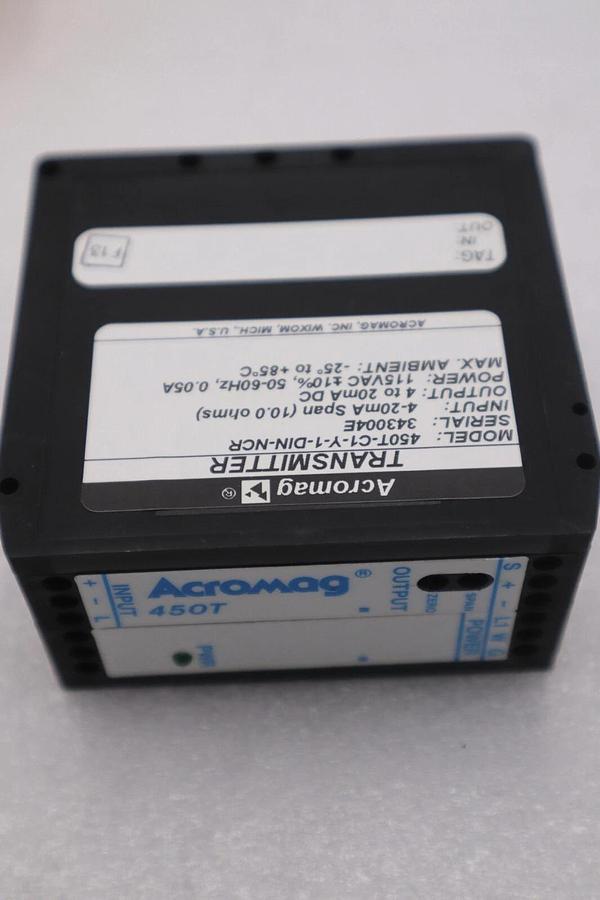 Acromag ®
TRANSMITTER
MODEL: 450T-C1-Y-1-DIN-NCR
SERIAL: 343004E
INPUT: 4-20mA Span (10.0 ohms)
OUTPUT: 4 to 20mA DC
POWER: 115VAC ±10%, 50-60Hz, 0.05A
MAX. AMBIENT: -25° to +85°C
ACROMAG, INC. WIXOM, MICH., U.S.A.
TAG:
IN:
OUT:
F13
+ - L
INPUT
Acromag®
450T
OUTPUT
ZERO
SPAN
S + - L1 W G
POWER
PWR